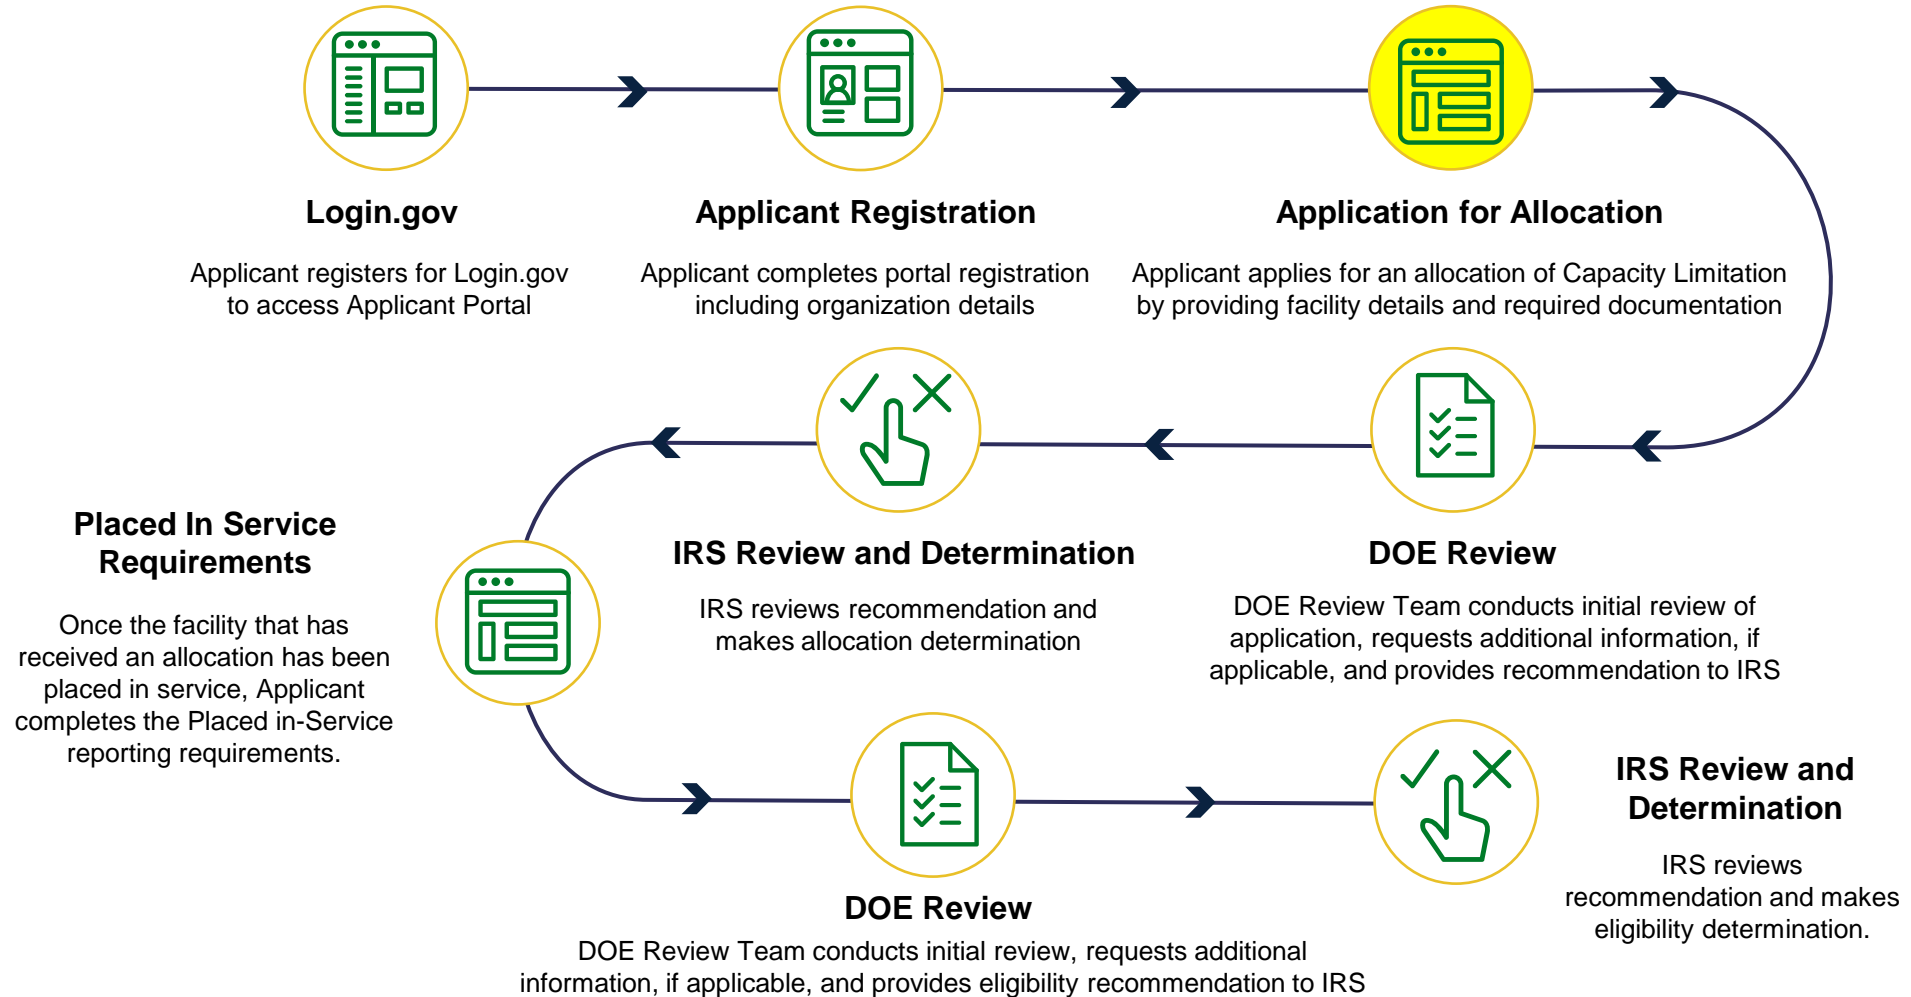 Login.gov
Applicant registers for Login.gov
to access Applicant Portal
Applicant Registration
Applicant completes portal registration
including organization details
Application for Allocation
Applicant applies for an allocation of Capacity Limitation
by providing facility details and required documentation
DOE Review
DOE Review Team conducts initial review of
application, requests additional information, if
applicable, and provides recommendation to IRS
IRS Review and Determination
IRS reviews recommendation and
makes allocation determination
Placed In Service
Requirements
Once the facility that has
received an allocation has been
placed in service, Applicant
completes the Placed in-Service
reporting requirements.
DOE Review
DOE Review Team conducts initial review, requests additional
information, if applicable, and provides eligibility recommendation to IRS
IRS Review and
Determination
IRS reviews
recommendation and makes
eligibility determination.